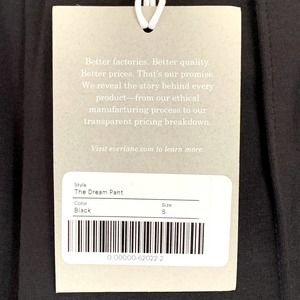 Better factories. Better quality.
Better prices. That's our promise.
We reveal the story behind every
product—from our ethical
manufacturing process to our
transparent pricing breakdown.
Visit everlane.com to learn more.
Style
The Dream Pant
Color Size
Black S
0 00000-62022 2